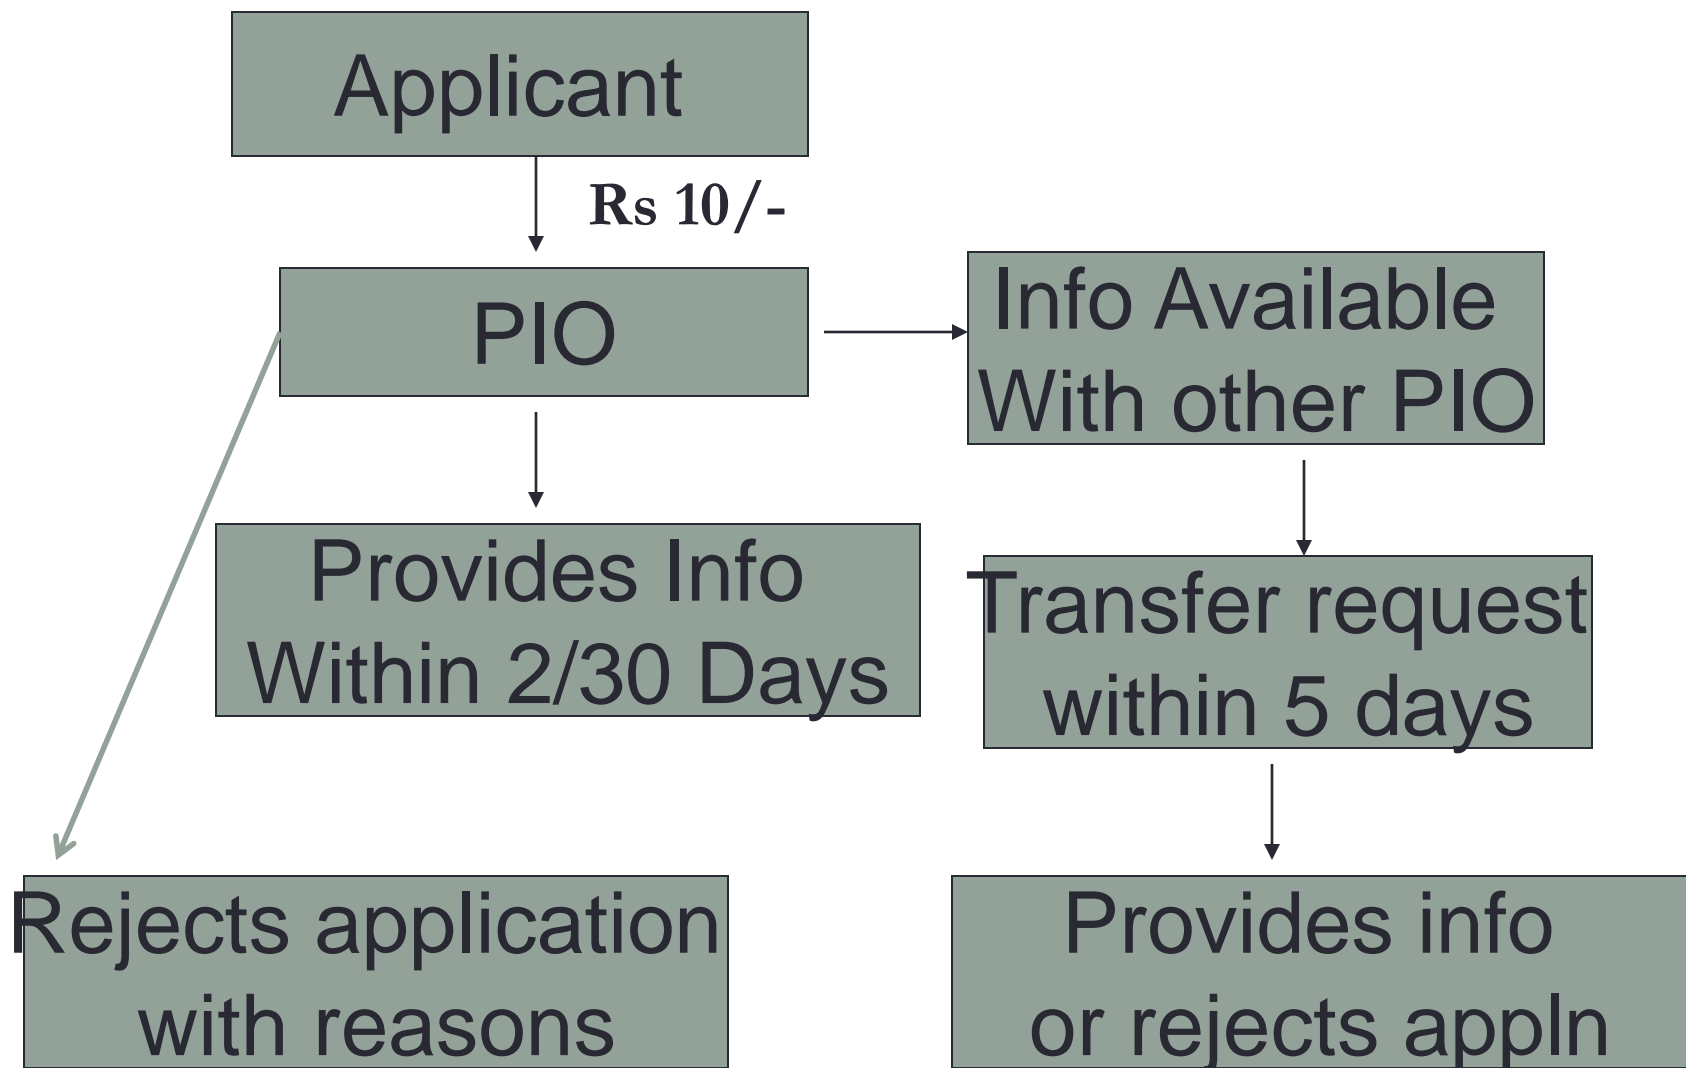 Applicant
Rs 10/-
PIO
Info Available
With other PIO
Provides Info
Within 2/30 Days
Transfer request
within 5 days
Rejects application
with reasons
Provides info
or rejects appln